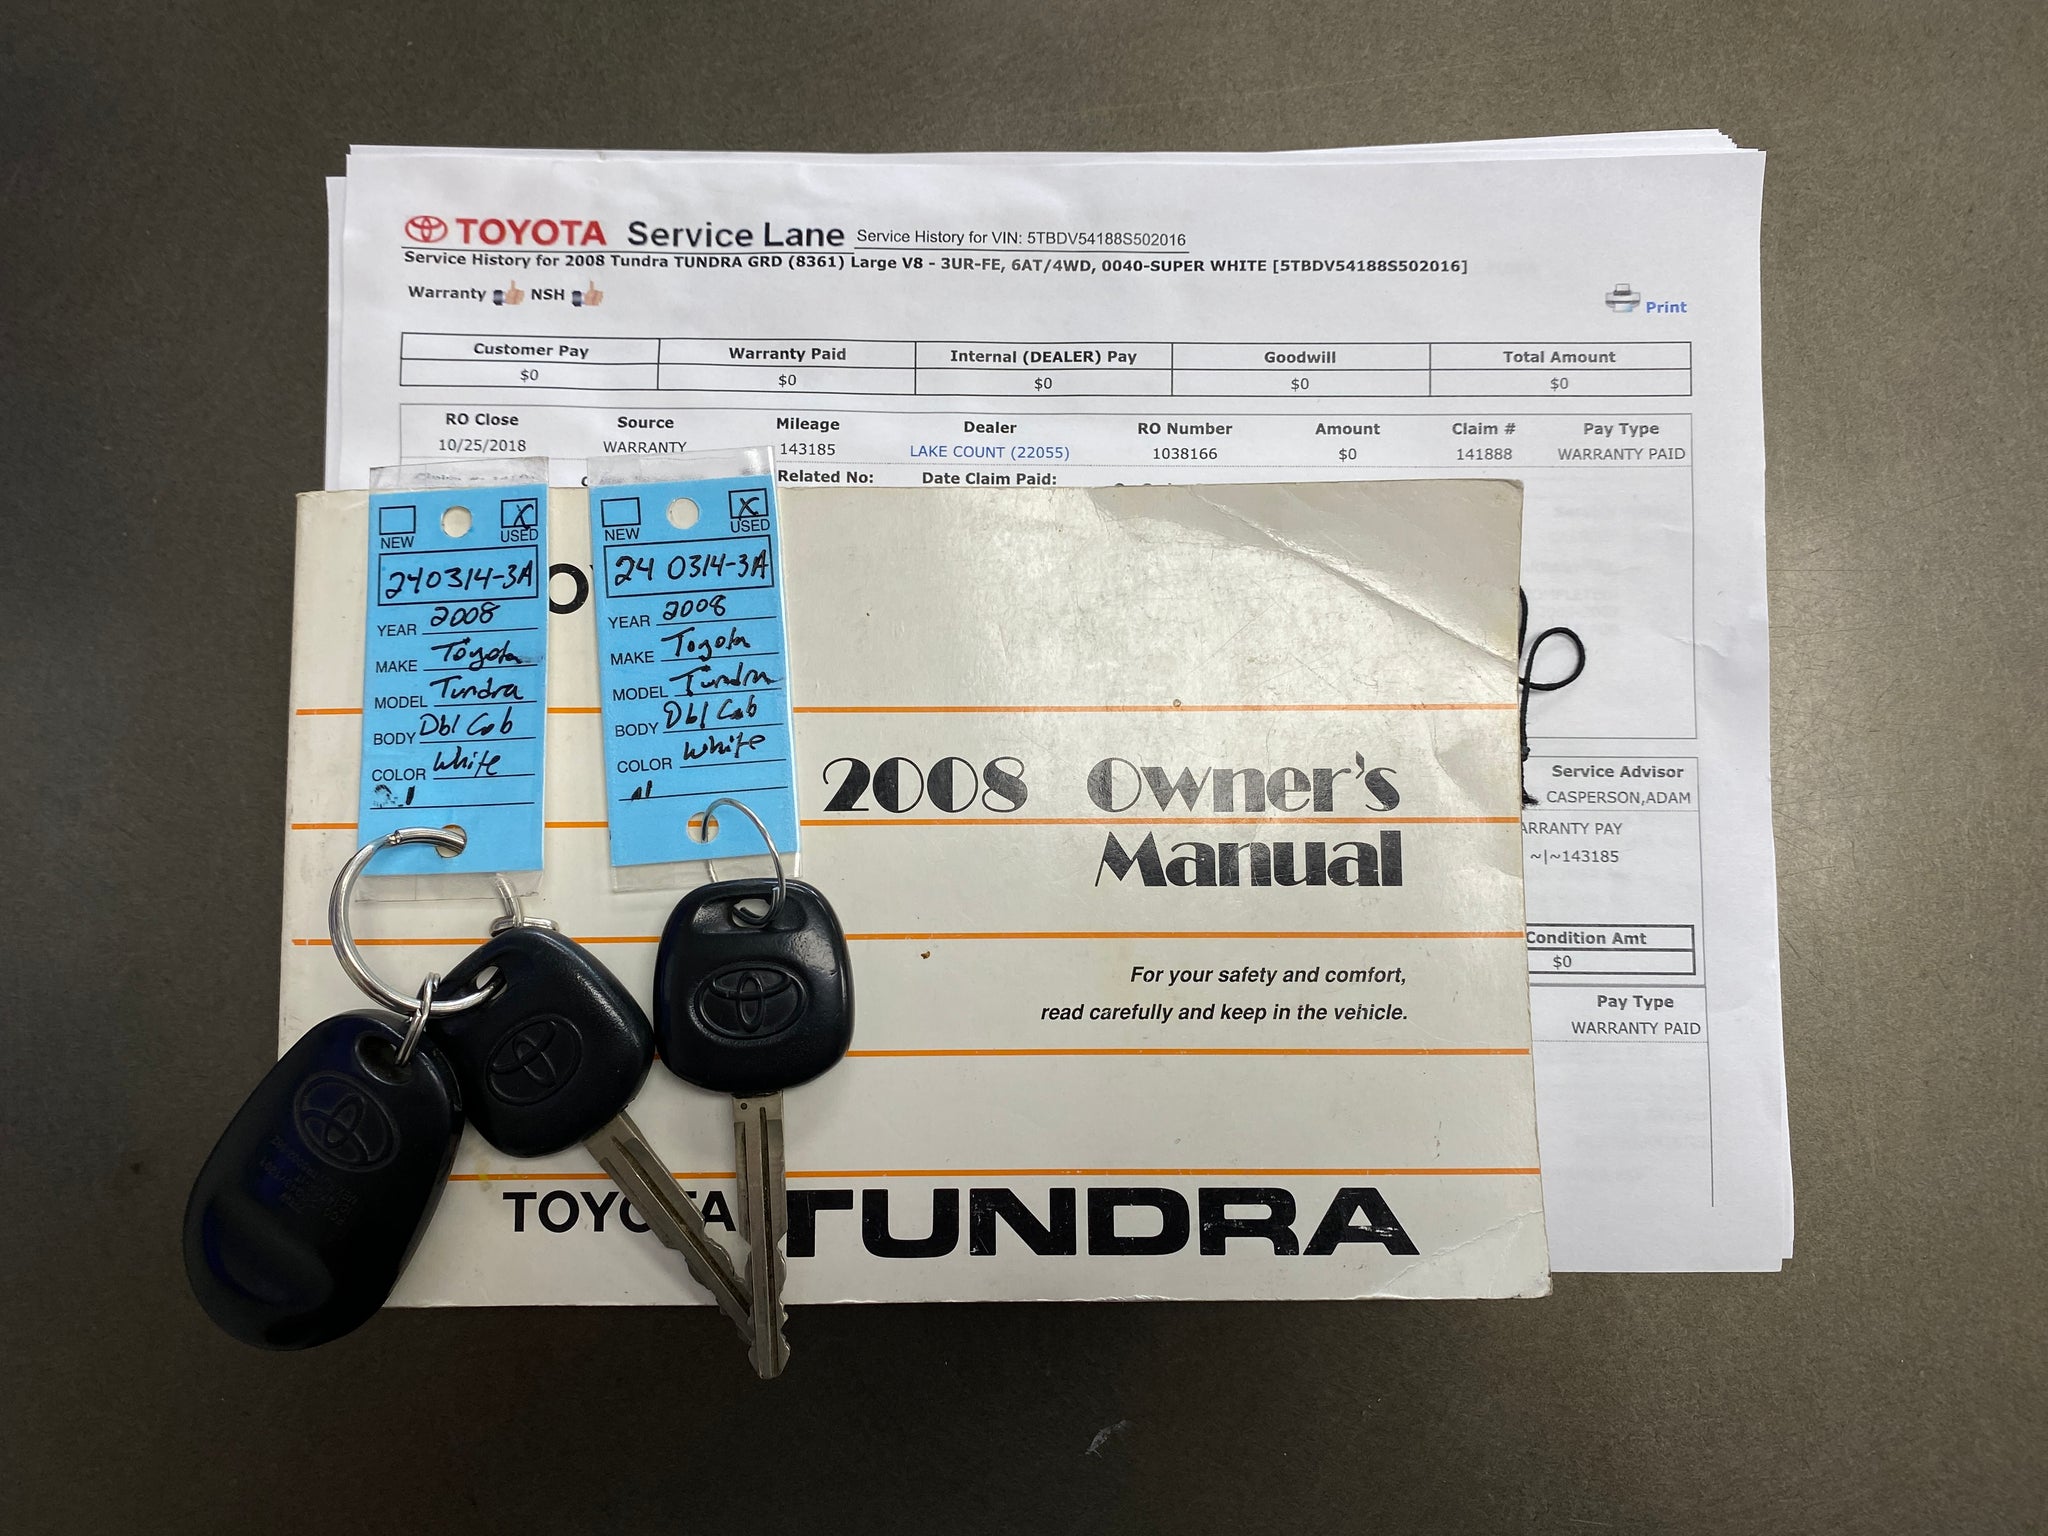 TOYOTA Service Lane Service History for VIN: 5TBDV54188S502016
Service History for 2008 Tundra TUNDRA GRD (8361) Large V8 - 3UR-FE, 6AT/4WD, 0040-SUPER WHITE [5TBDV54188S502016]
Warranty NSH
Print
Customer Pay Warranty Paid Internal (DEALER) Pay Goodwill Total Amount
$0 $0 $0 $0 $0
RO Close Source Mileage Dealer RO Number Amount Claim # Pay Type
10/25/2018 WARRANTY 143185 LAKE COUNT (22055) 1038166 $0 141888 WARRANTY PAID
Related No: Date Claim Paid:
Service Advisor
CASPERSON,ADAM
ARRANTY PAY
~|~143185
Condition Amt
$0
Pay Type
WARRANTY PAID
NEW X USED
240314-3A
YEAR 2008
MAKE Toyota
MODEL Tundra
BODY Dbl Cab
COLOR White
NEW X USED
24 0314-3A
YEAR 2008
MAKE Toyota
MODEL Tundra
BODY Dbl Cab
COLOR White
2008 Owner's
Manual
For your safety and comfort,
read carefully and keep in the vehicle.
TOYOTA TUNDRA